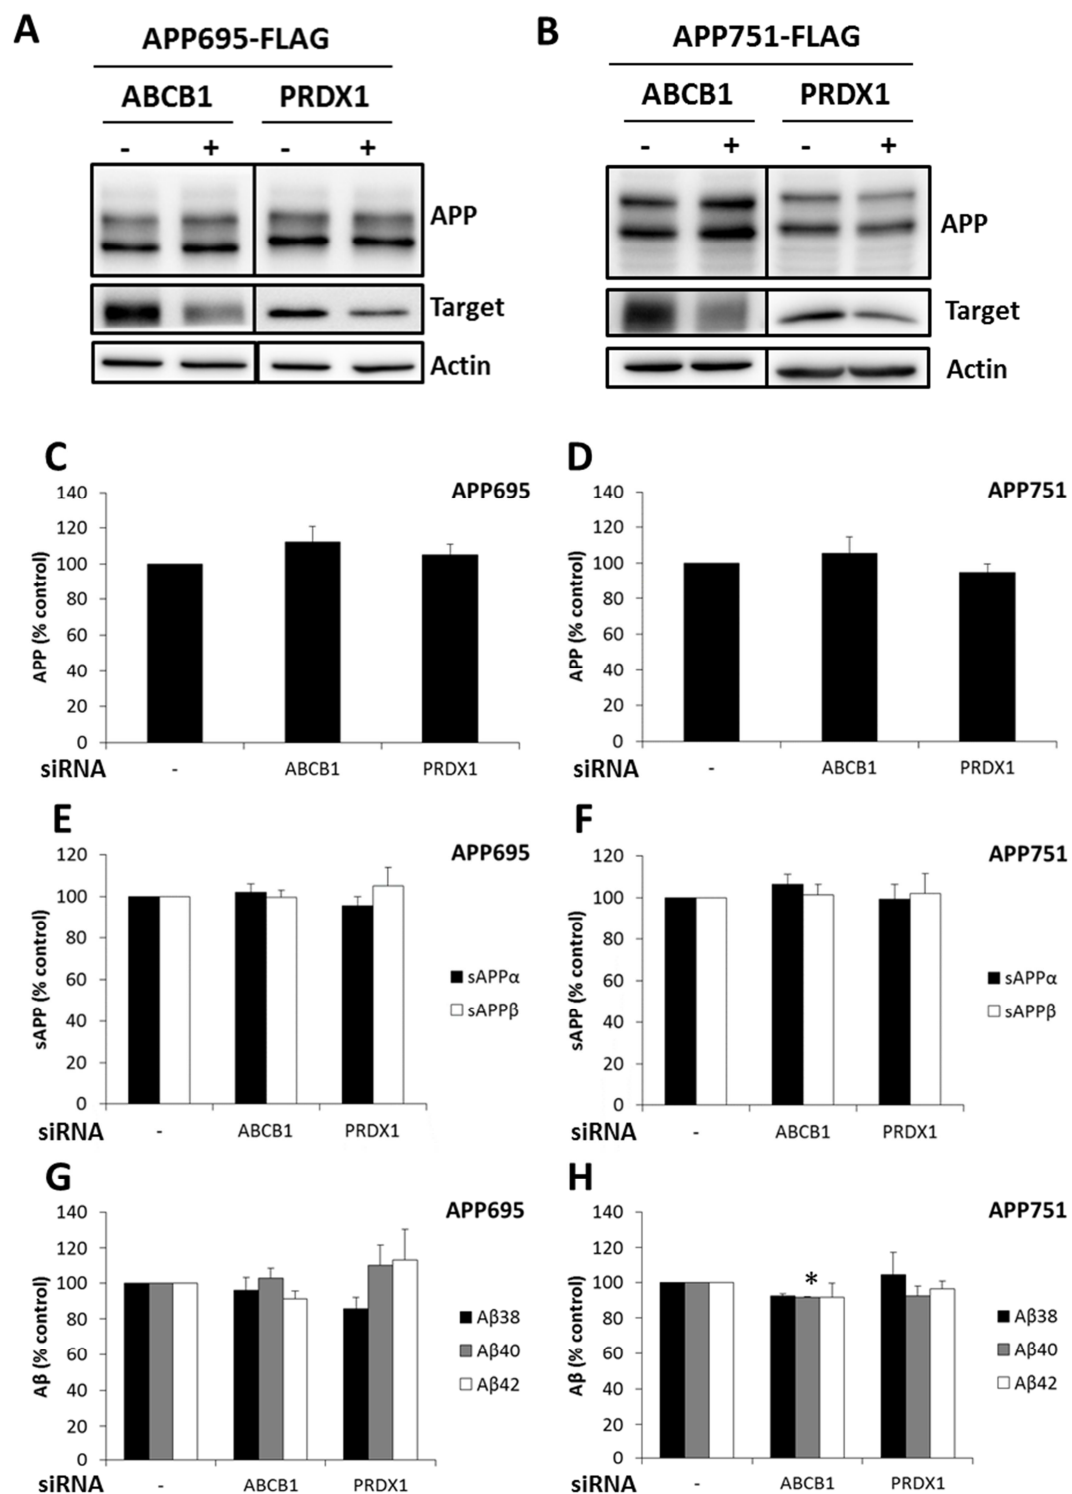 A
APP695-FLAG
ABCB1 PRDX1
- + - +
APP
Target
Actin
B
APP751-FLAG
ABCB1 PRDX1
- + - +
APP
Target
Actin
C
APP695
APP (% control)
140
120
100
80
60
40
20
0
siRNA - ABCB1 PRDX1
D
APP751
APP (% control)
140
120
100
80
60
40
20
0
siRNA - ABCB1 PRDX1
E
APP695
sAPP (% control)
120
100
80
60
40
20
0
sAPPα
sAPPβ
siRNA - ABCB1 PRDX1
F
APP751
sAPP (% control)
120
100
80
60
40
20
0
sAPPα
sAPPβ
siRNA - ABCB1 PRDX1
G
APP695
Aβ (% control)
140
120
100
80
60
40
20
0
Aβ38
Aβ40
Aβ42
siRNA - ABCB1 PRDX1
H
APP751
Aβ (% control)
140
120
100
80
60
40
20
0
*
Aβ38
Aβ40
Aβ42
siRNA - ABCB1 PRDX1